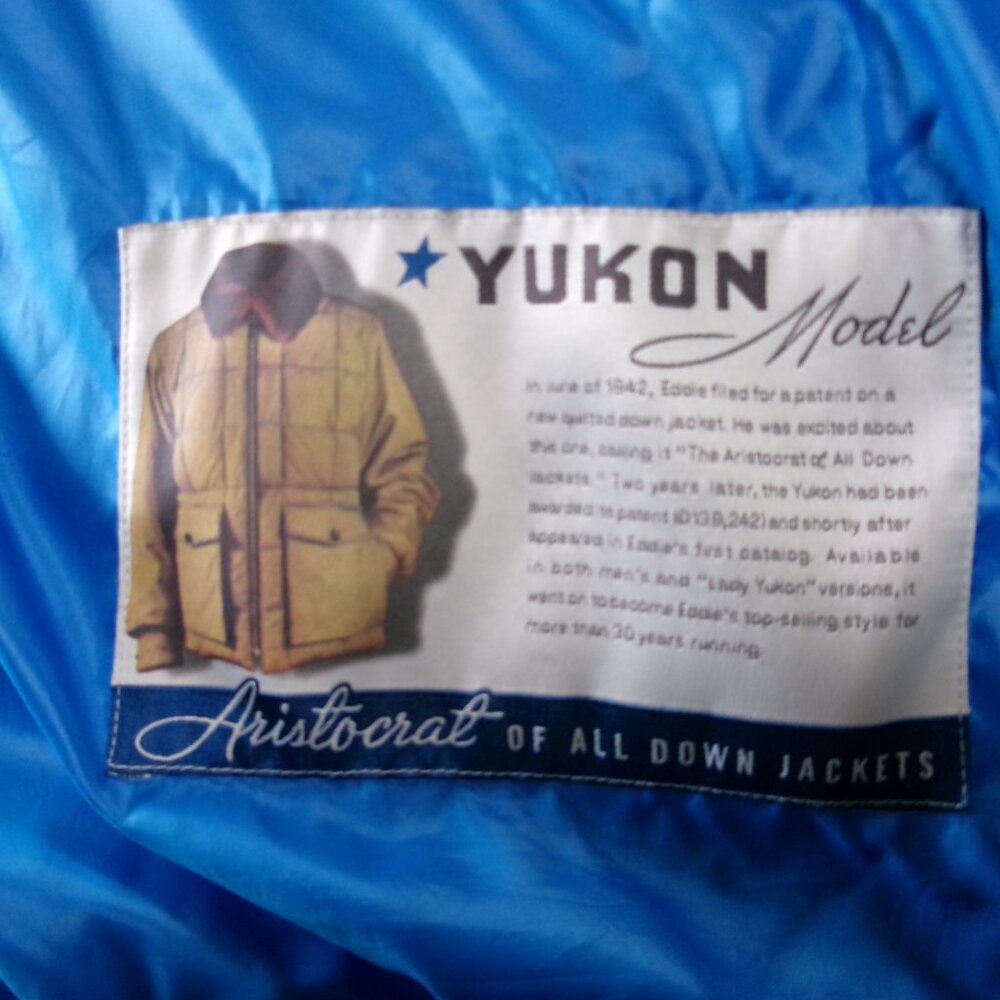 YUKON
Model
In June of 1942, Eddie filed for a patent on a
new quilted down jacket. He was excited about
this one, calling it "The Aristocrat of All Down
Jackets." Two years later, the Yukon had been
awarded its patent (D138,242) and shortly after
appeared in Eddie's first catalog. Available
in both men's and "Lady Yukon" versions, it
went on to become Eddie's top-selling style for
more than 30 years running.
Aristocrat OF ALL DOWN JACKETS